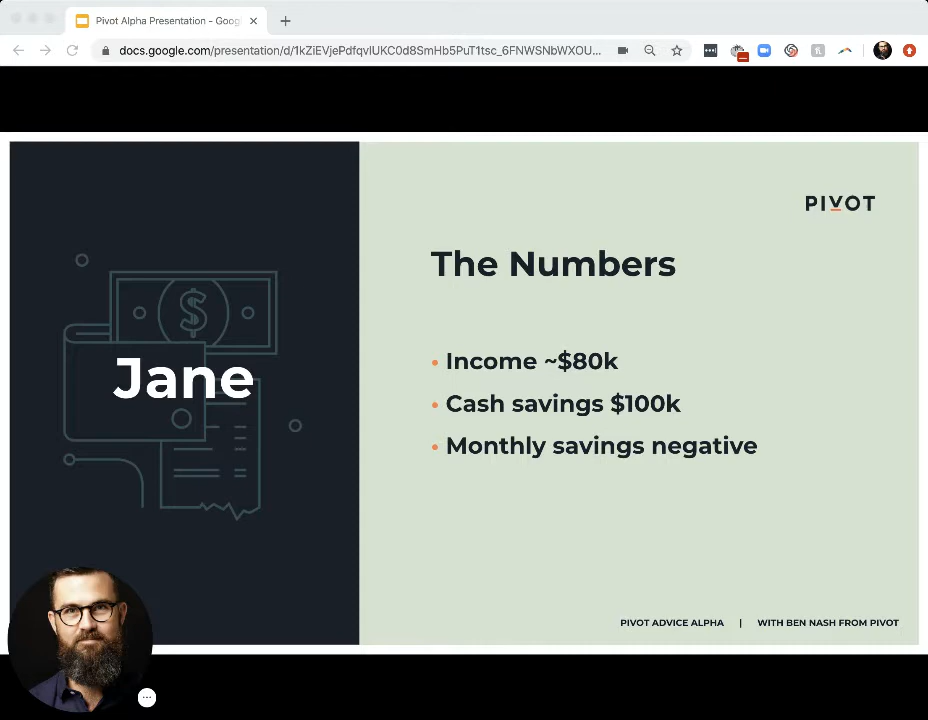 Pivot Alpha Presentation - Goog
docs.google.com/presentation/d/1kZiEVjePdfqvIUKC0d8SmHb5PuT1tsc_6FNWSNbWXOU...
PIVOT
The Numbers
Jane
• Income ~$80k
• Cash savings $100k
• Monthly savings negative
PIVOT ADVICE ALPHA | WITH BEN NASH FROM PIVOT